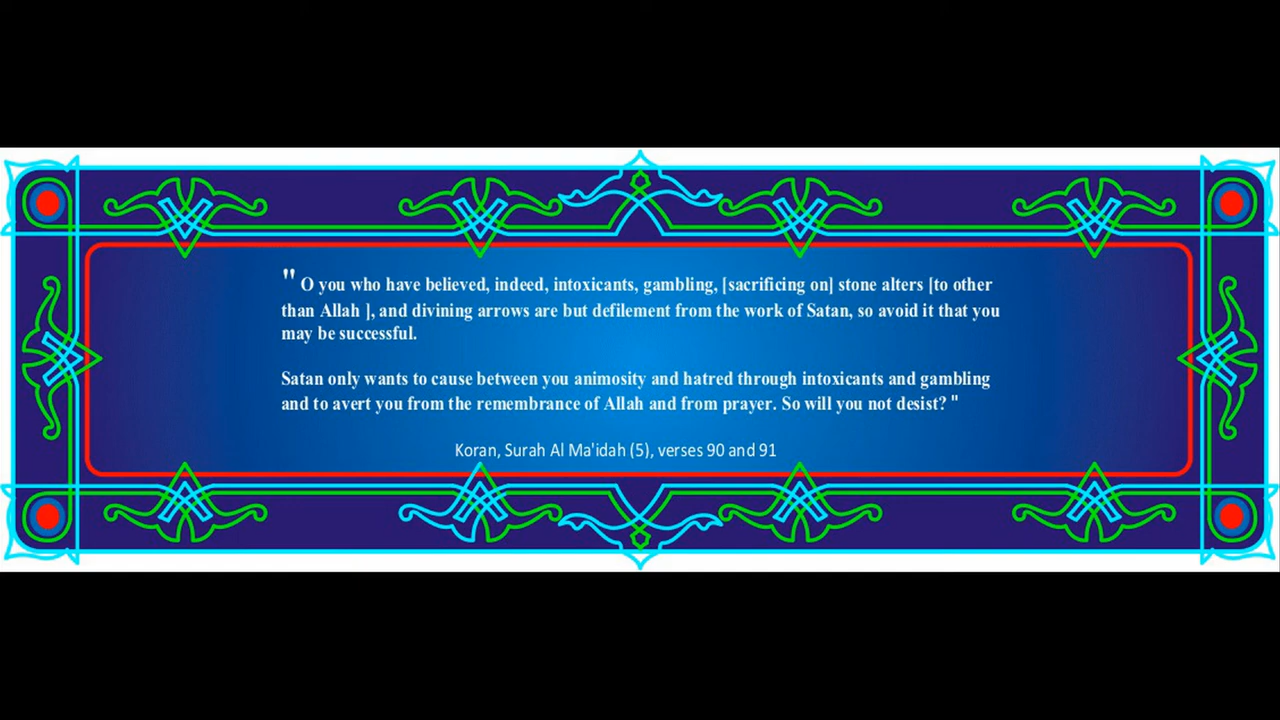 " O you who have believed, indeed, intoxicants, gambling, [sacrificing on] stone alters [to other
than Allah ], and divining arrows are but defilement from the work of Satan, so avoid it that you
may be successful.
Satan only wants to cause between you animosity and hatred through intoxicants and gambling
and to avert you from the remembrance of Allah and from prayer. So will you not desist? "
Koran, Surah Al Ma'idah (5), verses 90 and 91